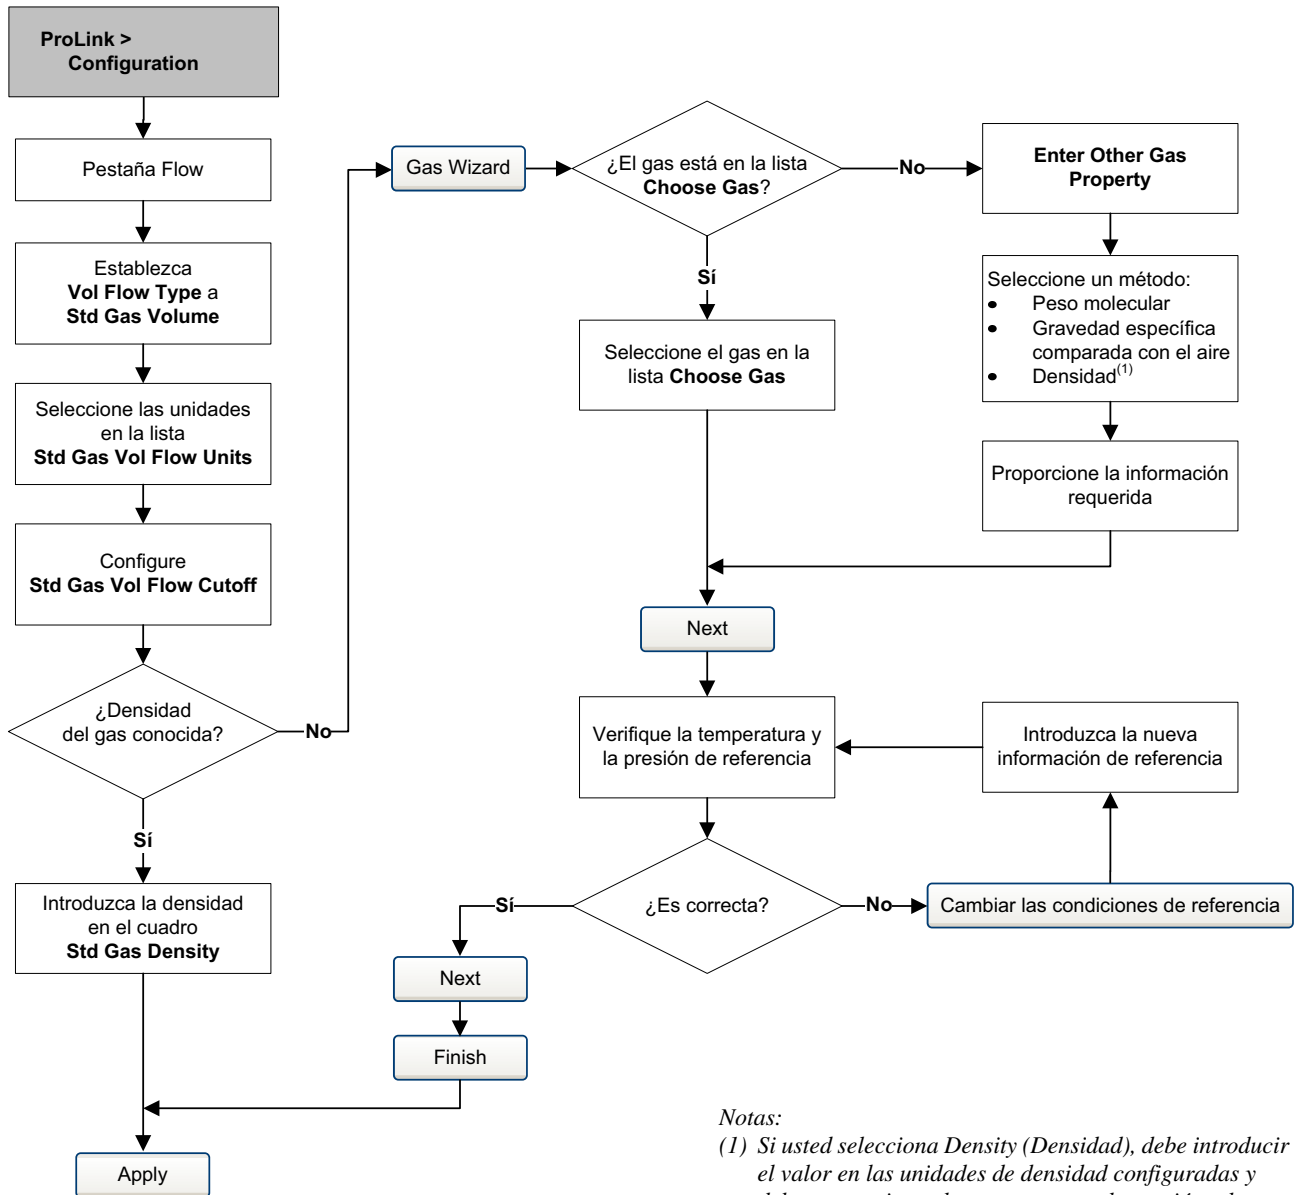 ProLink >
Configuration
Pestaña Flow
Establezca
Vol Flow Type a
Std Gas Volume
Seleccione las unidades
en la lista
Std Gas Vol Flow Units
Configure
Std Gas Vol Flow Cutoff
¿Densidad
del gas conocida?
No
Sí
Introduzca la densidad
en el cuadro
Std Gas Density
Apply
Gas Wizard
¿El gas está en la lista
Choose Gas?
No
Sí
Seleccione el gas en la
lista Choose Gas
Enter Other Gas
Property
Seleccione un método:
• Peso molecular
• Gravedad específica
comparada con el aire
• Densidad(1)
Proporcione la información
requerida
Next
Verifique la temperatura y
la presión de referencia
¿Es correcta?
No
Cambiar las condiciones de referencia
Introduzca la nueva
información de referencia
Sí
Next
Finish
Notas:
(1) Si usted selecciona Density (Densidad), debe introducir
el valor en las unidades de densidad configuradas y